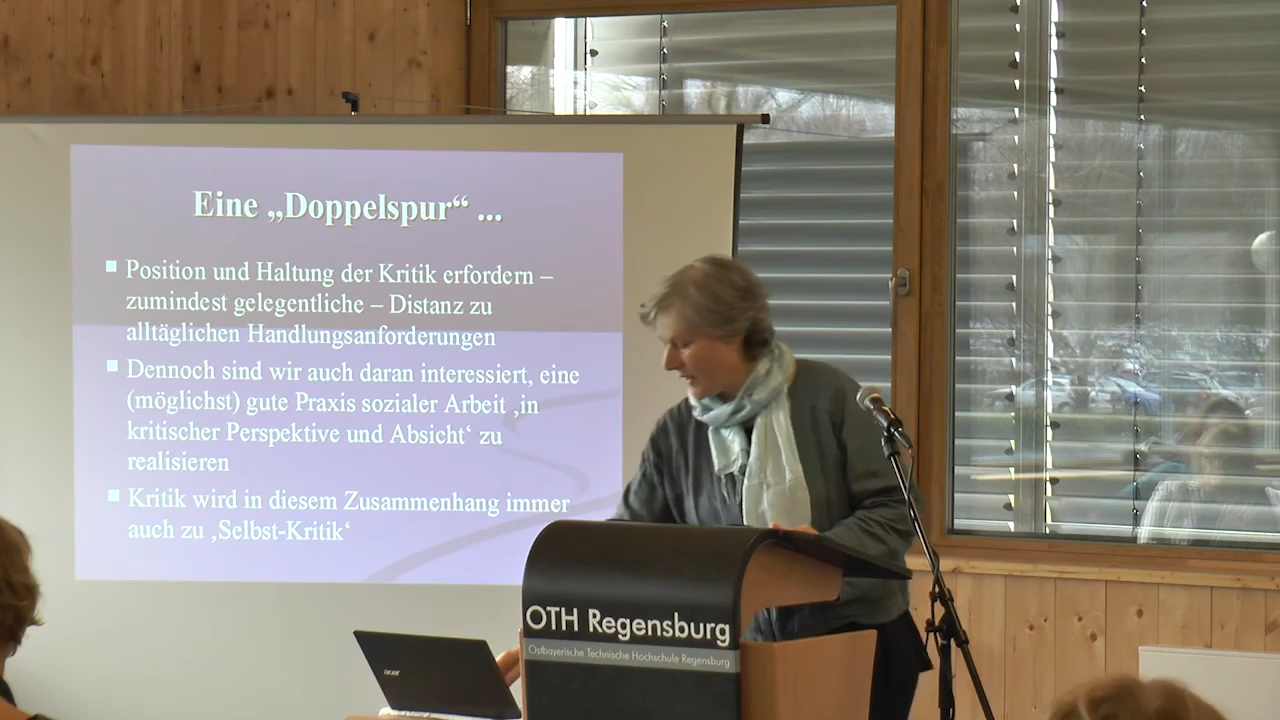 Eine „Doppelspur“ ...
Position und Haltung der Kritik erfordern –
zumindest gelegentliche – Distanz zu
alltäglichen Handlungsanforderungen
Dennoch sind wir auch daran interessiert, eine
(möglichst) gute Praxis sozialer Arbeit ‚in
kritischer Perspektive und Absicht‘ zu
realisieren
Kritik wird in diesem Zusammenhang immer
auch zu ‚Selbst-Kritik‘
OTH Regensburg
Ostbayerische Technische Hochschule Regensburg
acer